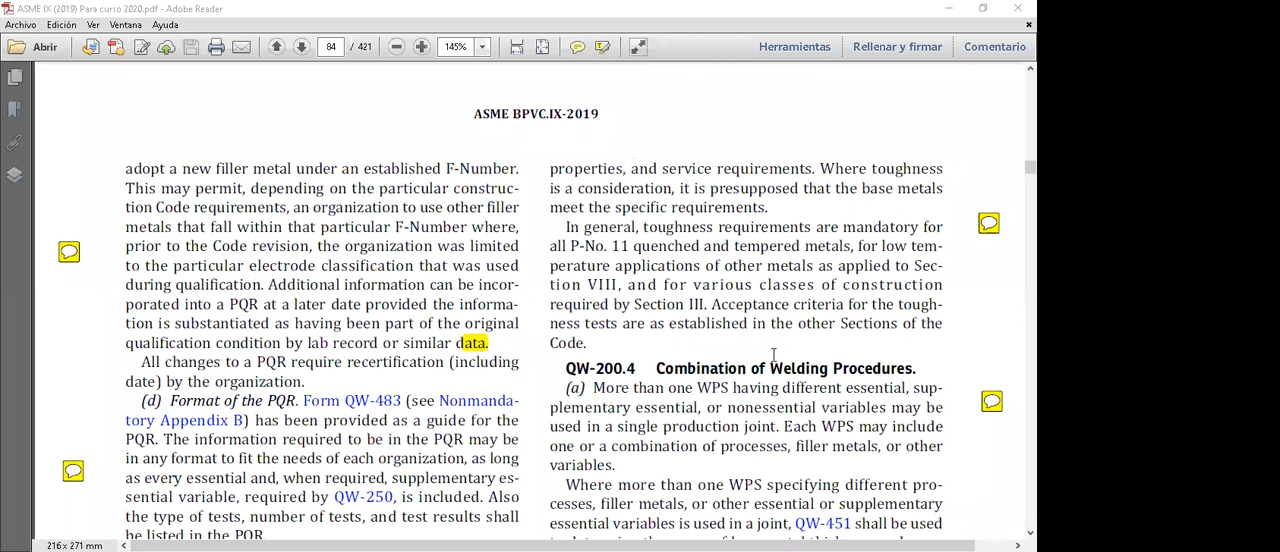 ASME IX (2019) Para curso 2020.pdf - Adobe Reader
Archivo Edición Ver Ventana Ayuda
Abrir 84 / 421 145% Herramientas Rellenar y firmar Comentario
ASME BPVC.IX-2019
adopt a new filler metal under an established F-Number.
This may permit, depending on the particular construc-
tion Code requirements, an organization to use other filler
metals that fall within that particular F-Number where,
prior to the Code revision, the organization was limited
to the particular electrode classification that was used
during qualification. Additional information can be incor-
porated into a PQR at a later date provided the informa-
tion is substantiated as having been part of the original
qualification condition by lab record or similar data.
All changes to a PQR require recertification (including
date) by the organization.
(d) Format of the PQR. Form QW-483 (see Nonmanda-
tory Appendix B) has been provided as a guide for the
PQR. The information required to be in the PQR may be
in any format to fit the needs of each organization, as long
as every essential and, when required, supplementary es-
sential variable, required by QW-250, is included. Also
the type of tests, number of tests, and test results shall
be listed in the PQR.
properties, and service requirements. Where toughness
is a consideration, it is presupposed that the base metals
meet the specific requirements.
In general, toughness requirements are mandatory for
all P-No. 11 quenched and tempered metals, for low tem-
perature applications of other metals as applied to Sec-
tion VIII, and for various classes of construction
required by Section III. Acceptance criteria for the tough-
ness tests are as established in the other Sections of the
Code.
QW-200.4 Combination of Welding Procedures.
(a) More than one WPS having different essential, sup-
plementary essential, or nonessential variables may be
used in a single production joint. Each WPS may include
one or a combination of processes, filler metals, or other
variables.
Where more than one WPS specifying different pro-
cesses, filler metals, or other essential or supplementary
essential variables is used in a joint, QW-451 shall be used
216 x 271 mm